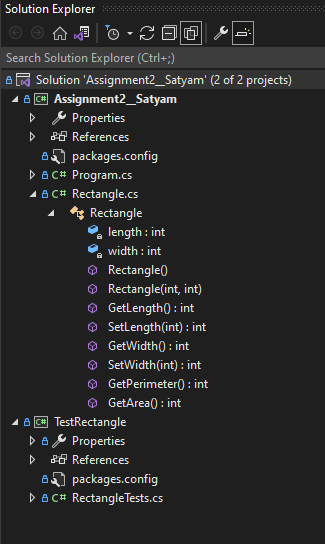 Solution Explorer
Search Solution Explorer (Ctrl+;)
Solution 'Assignment2__Satyam' (2 of 2 projects)
C# Assignment2__Satyam
Properties
References
packages.config
C# Program.cs
C# Rectangle.cs
Rectangle
length : int
width : int
Rectangle()
Rectangle(int, int)
GetLength() : int
SetLength(int) : int
GetWidth() : int
SetWidth(int) : int
GetPerimeter() : int
GetArea() : int
C# TestRectangle
Properties
References
packages.config
C# RectangleTests.cs